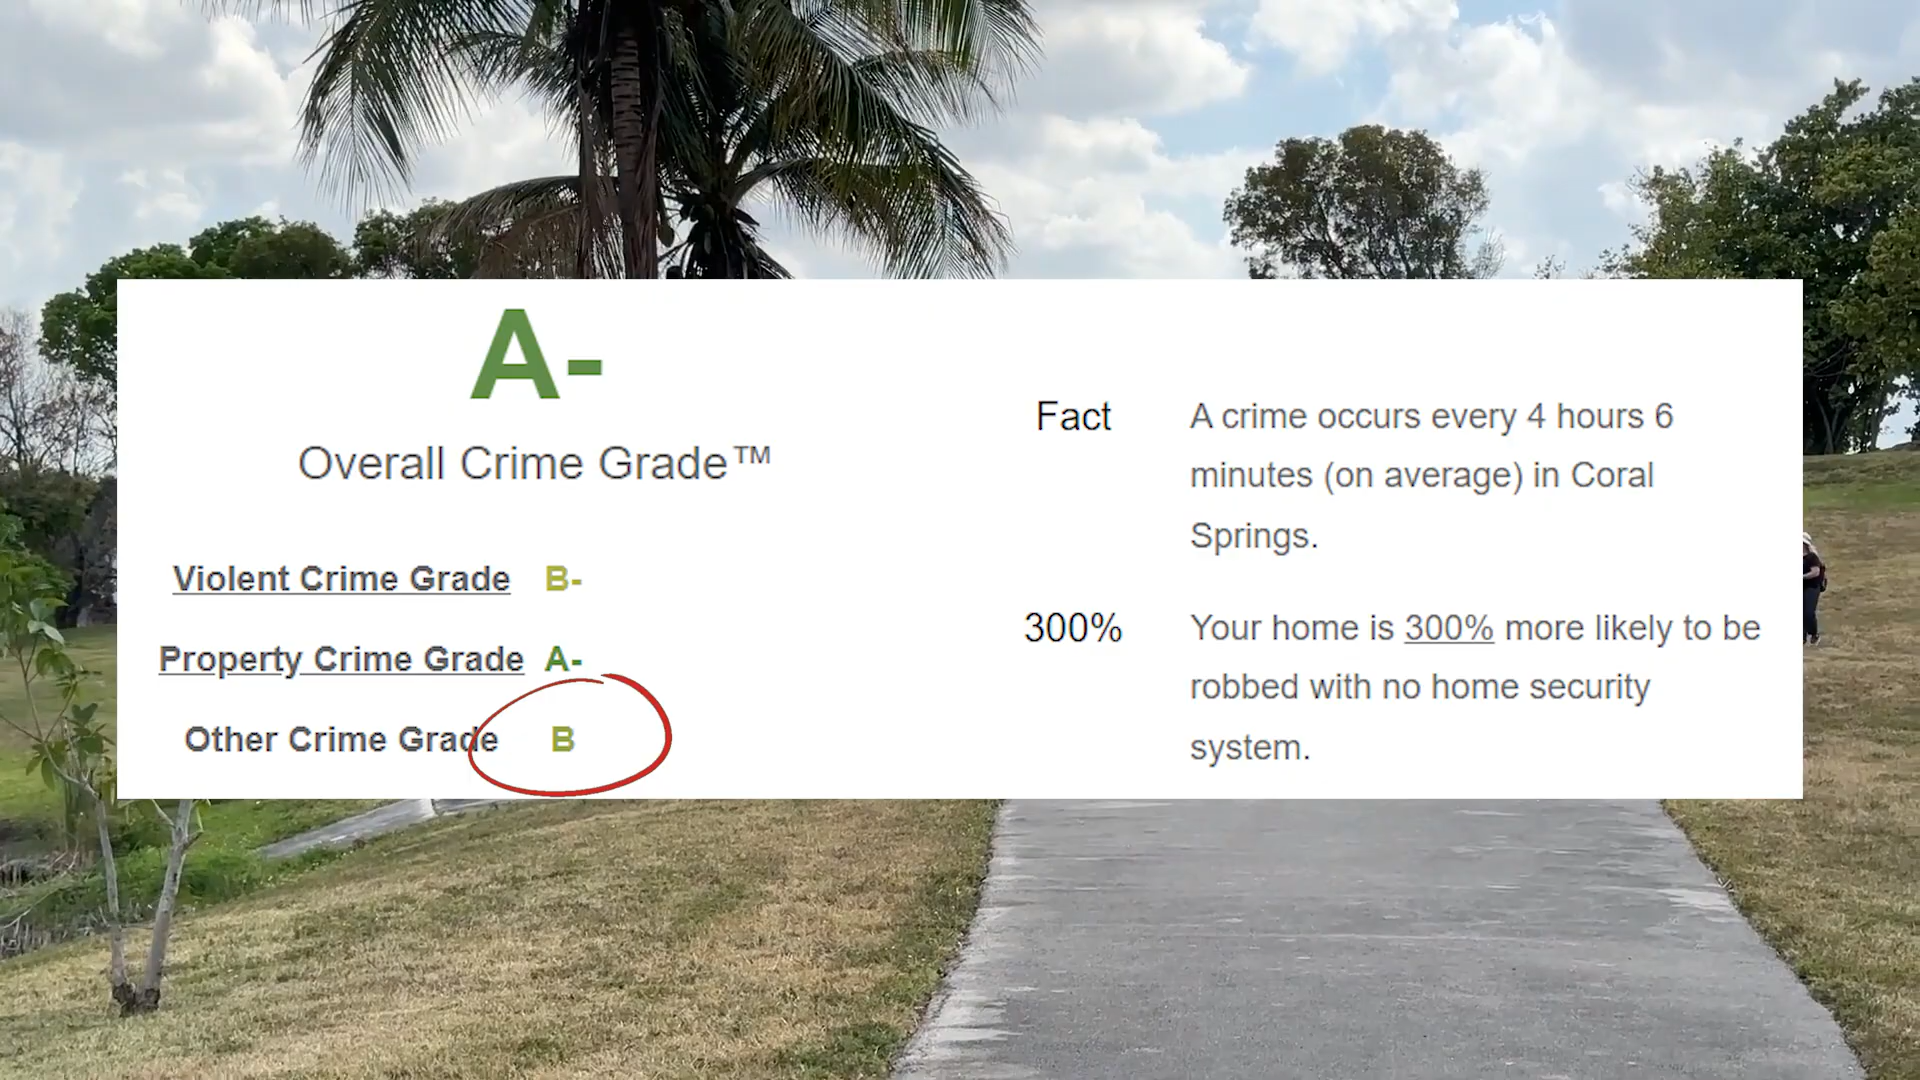 A-
Overall Crime Grade™
Violent Crime Grade B-
Property Crime Grade A-
Other Crime Grade B
Fact A crime occurs every 4 hours 6
minutes (on average) in Coral
Springs.
300% Your home is 300% more likely to be
robbed with no home security
system.